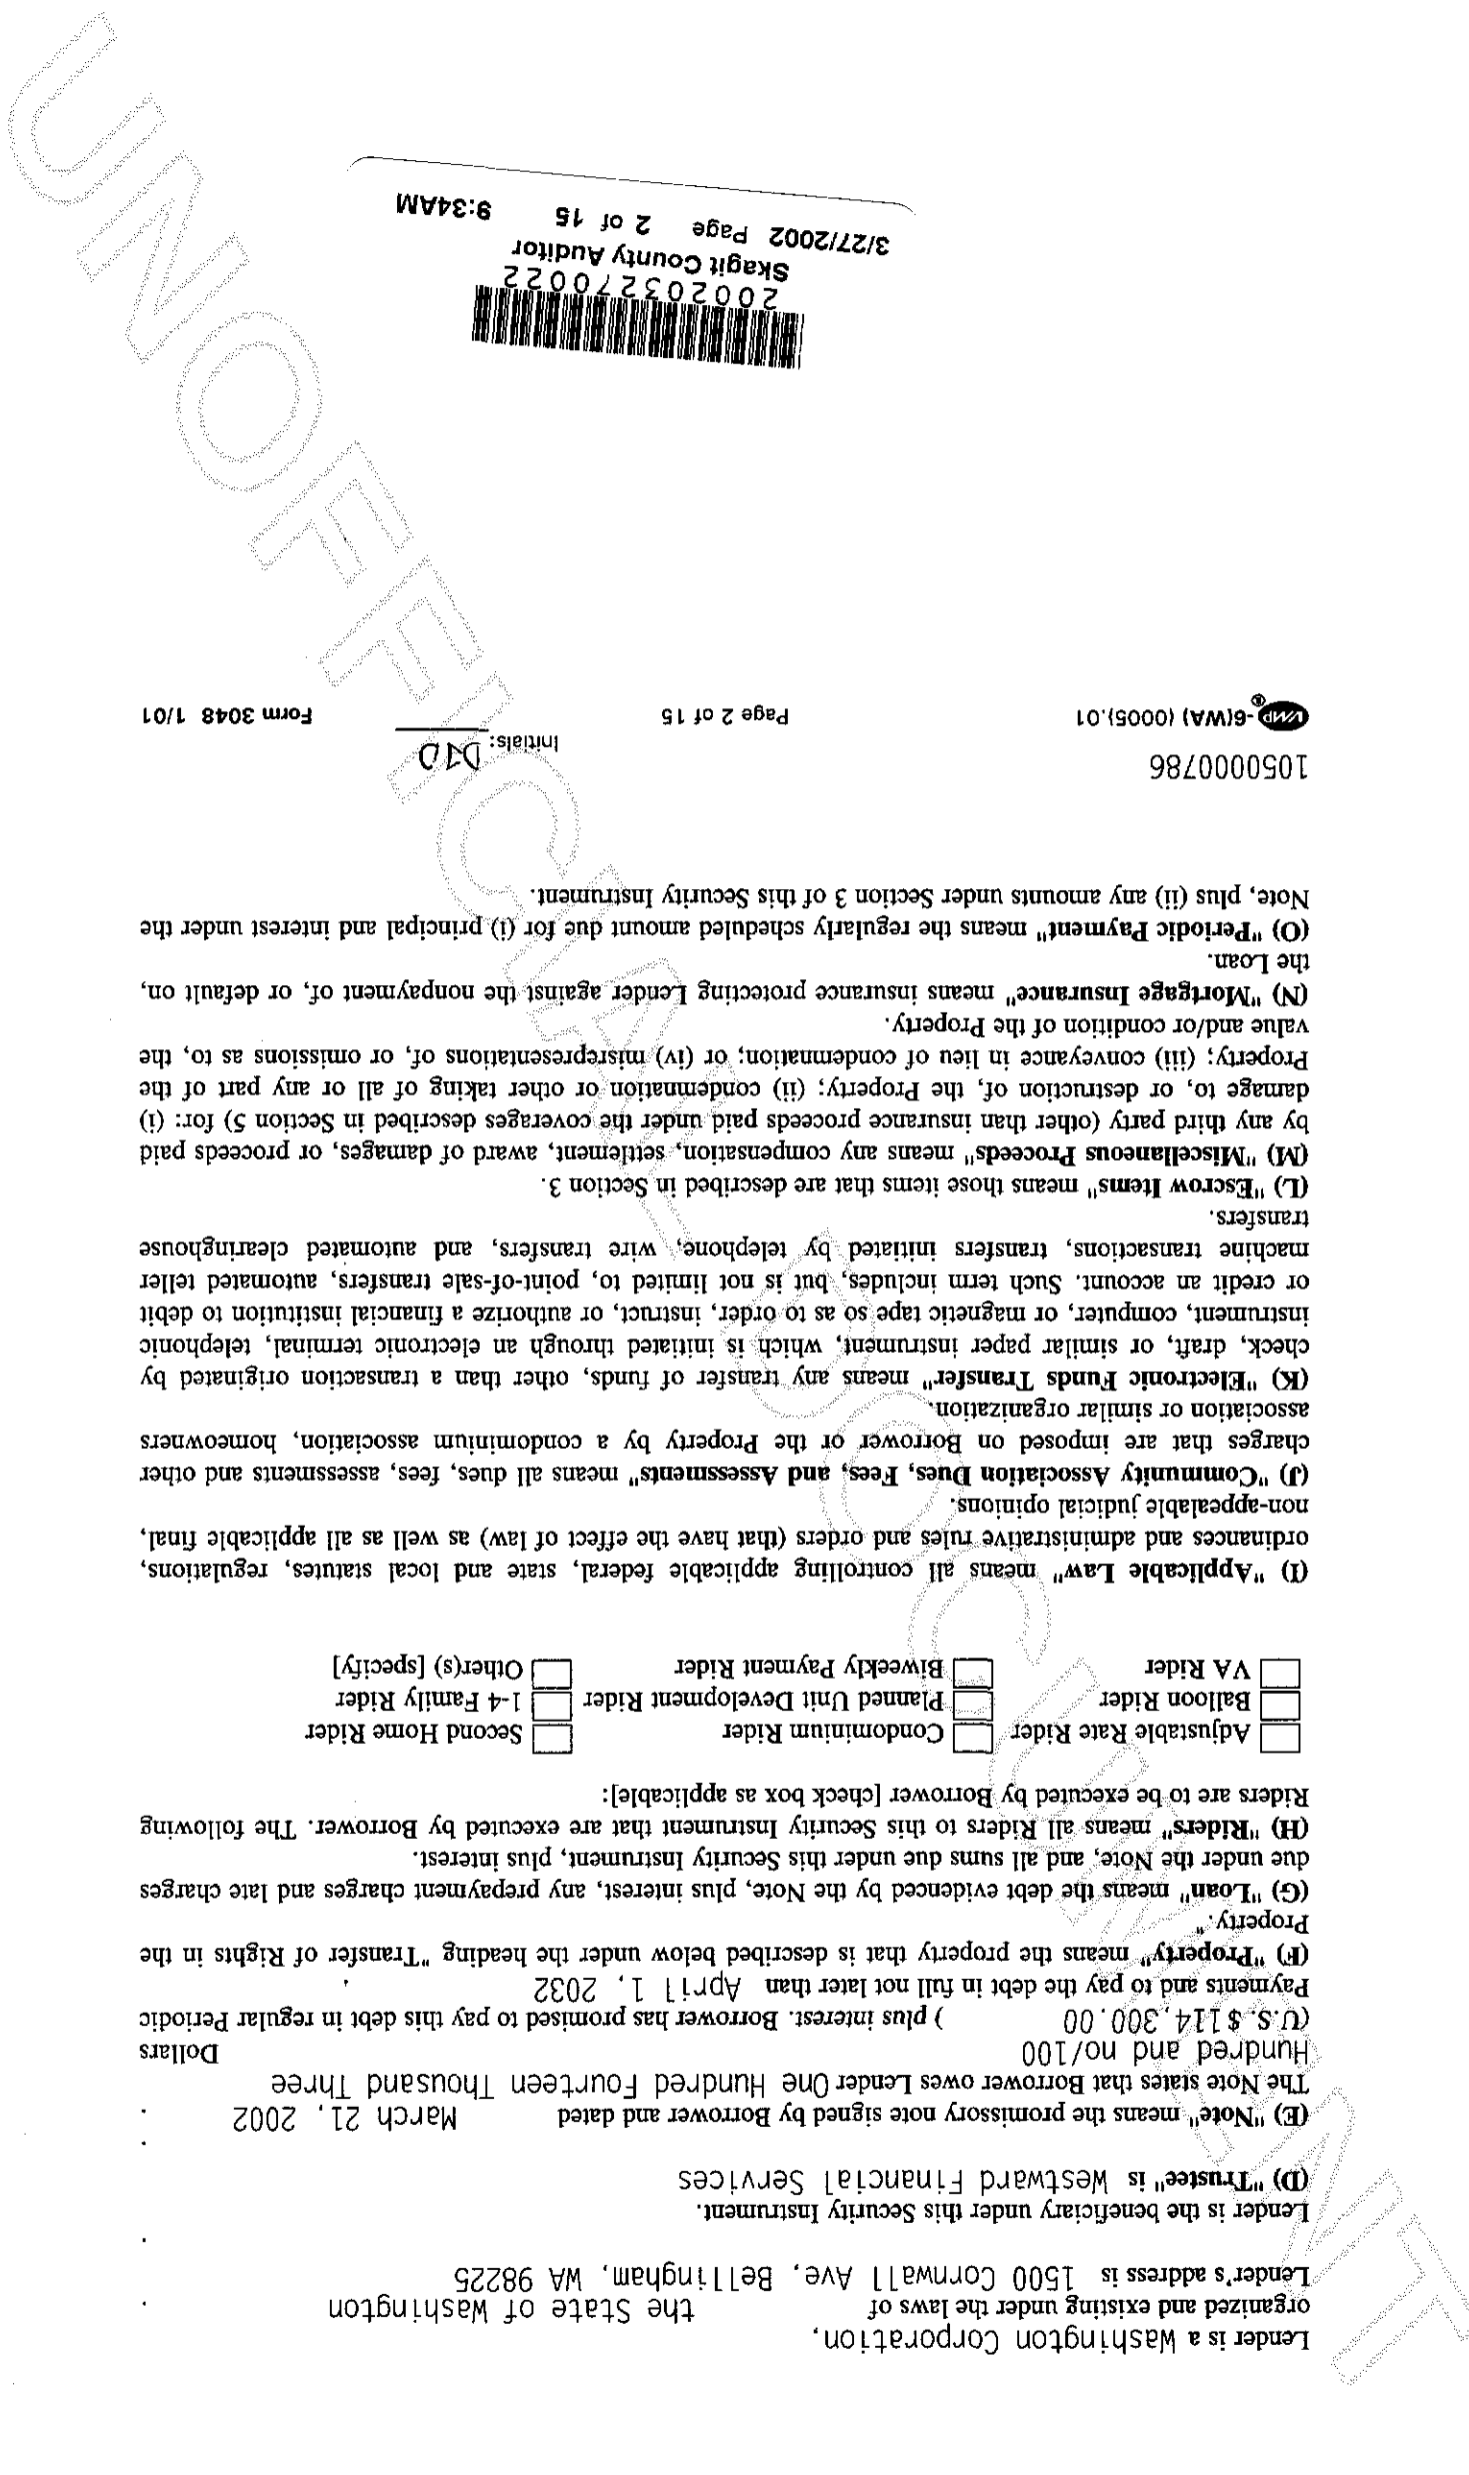 Lender is a Washington Corporation,
organized and existing under the laws of the State of Washington .
Lender's address is 1500 Cornwall Ave, Bellingham, WA 98225
.
Lender is the beneficiary under this Security Instrument.
(D) "Trustee" is Westward Financial Services
.
(E) "Note" means the promissory note signed by Borrower and dated March 21, 2002 .
The Note states that Borrower owes Lender One Hundred Fourteen Thousand Three
Hundred and no/100 Dollars
(U.S. $114,300.00 ) plus interest. Borrower has promised to pay this debt in regular Periodic
Payments and to pay the debt in full not later than April 1, 2032 .
(F) "Property" means the property that is described below under the heading "Transfer of Rights in the
Property."
(G) "Loan" means the debt evidenced by the Note, plus interest, any prepayment charges and late charges
due under the Note, and all sums due under this Security Instrument, plus interest.
(H) "Riders" means all Riders to this Security Instrument that are executed by Borrower. The following
Riders are to be executed by Borrower [check box as applicable]:
Adjustable Rate Rider Condominium Rider Second Home Rider
Balloon Rider Planned Unit Development Rider 1-4 Family Rider
VA Rider Biweekly Payment Rider Other(s) [specify]
(I) "Applicable Law" means all controlling applicable federal, state and local statutes, regulations,
ordinances and administrative rules and orders (that have the effect of law) as well as all applicable final,
non-appealable judicial opinions.
(J) "Community Association Dues, Fees, and Assessments" means all dues, fees, assessments and other
charges that are imposed on Borrower or the Property by a condominium association, homeowners
association or similar organization.
(K) "Electronic Funds Transfer" means any transfer of funds, other than a transaction originated by
check, draft, or similar paper instrument, which is initiated through an electronic terminal, telephonic
instrument, computer, or magnetic tape so as to order, instruct, or authorize a financial institution to debit
or credit an account. Such term includes, but is not limited to, point-of-sale transfers, automated teller
machine transactions, transfers initiated by telephone, wire transfers, and automated clearinghouse
transfers.
(L) "Escrow Items" means those items that are described in Section 3.
(M) "Miscellaneous Proceeds" means any compensation, settlement, award of damages, or proceeds paid
by any third party (other than insurance proceeds paid under the coverages described in Section 5) for: (i)
damage to, or destruction of, the Property; (ii) condemnation or other taking of all or any part of the
Property; (iii) conveyance in lieu of condemnation; or (iv) misrepresentations of, or omissions as to, the
value and/or condition of the Property.
(N) "Mortgage Insurance" means insurance protecting Lender against the nonpayment of, or default on,
the Loan.
(O) "Periodic Payment" means the regularly scheduled amount due for (i) principal and interest under the
Note, plus (ii) any amounts under Section 3 of this Security Instrument.
1050000786
Initials:
VMP®-6(WA) (0005).01 Page 2 of 15 Form 3048 1/01
200203270022
Skagit County Auditor
3/27/2002 Page 2 of 15 9:34AM
UNOFFICIAL DOCUMENT